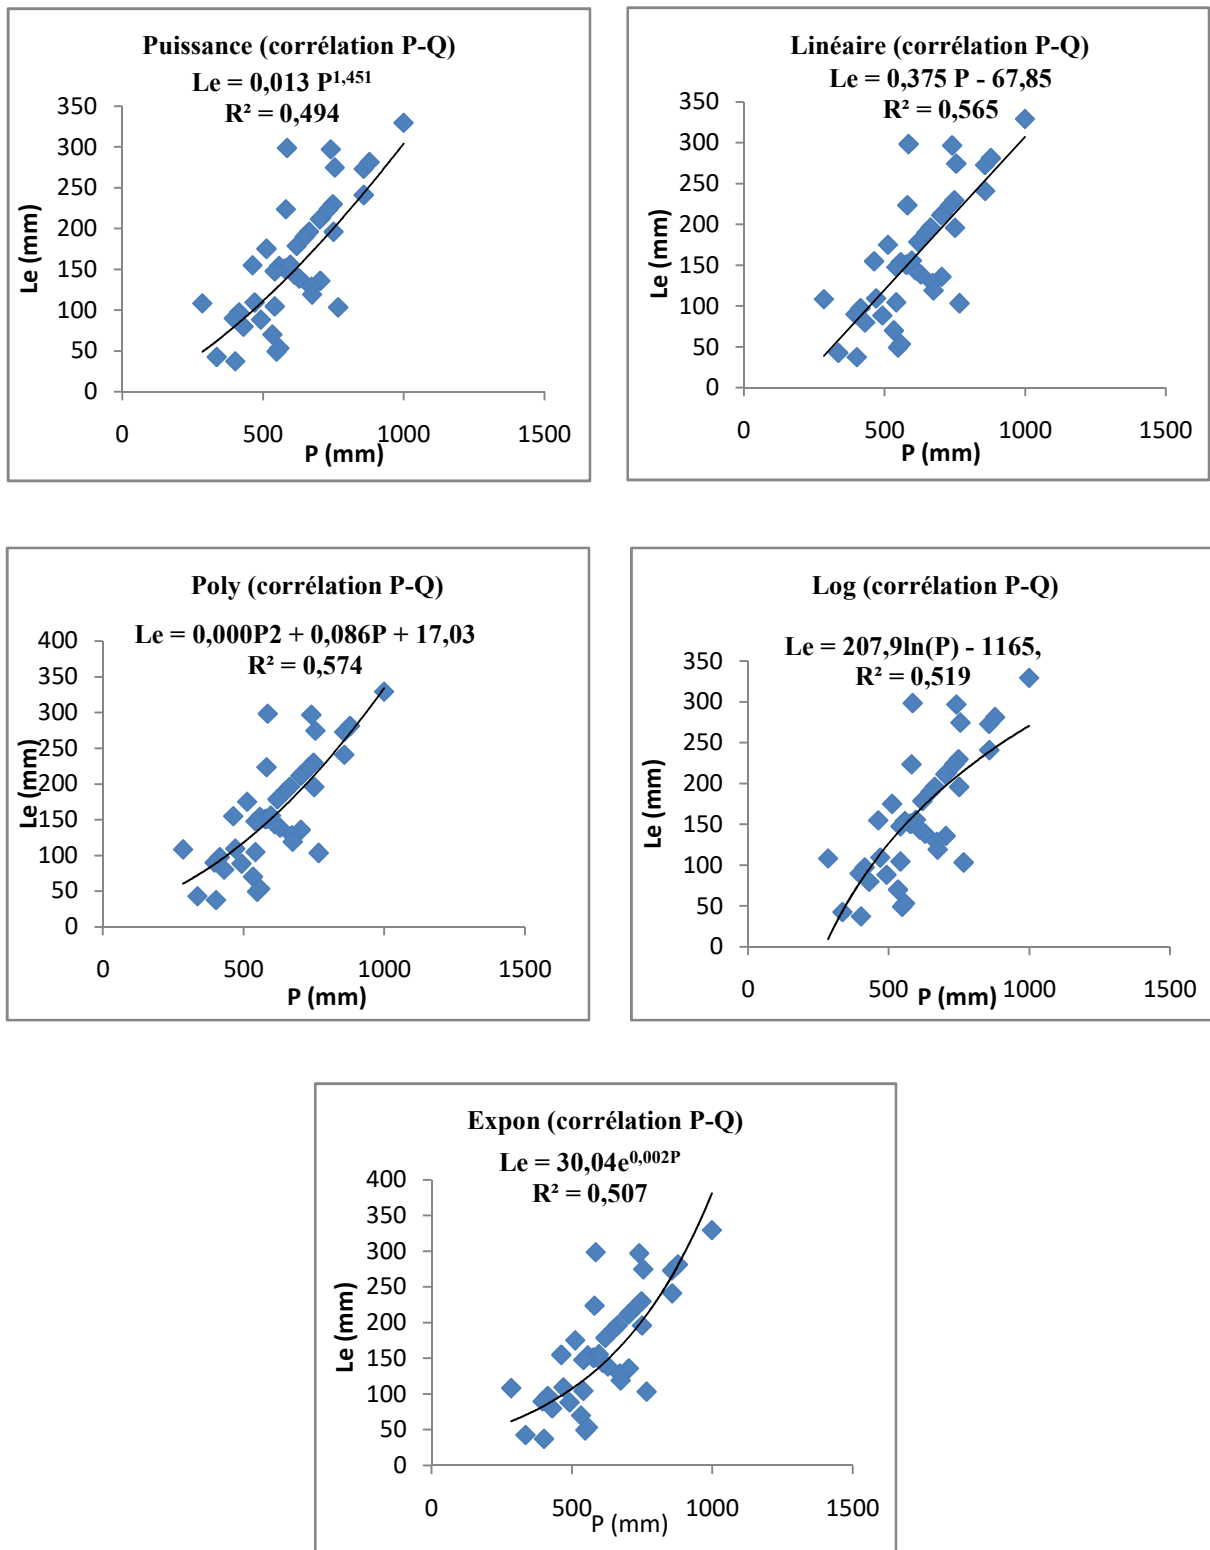 Puissance (corrélation P-Q)
Le = 0,013 P1,451
R² = 0,494
350
300
250
200
150
100
50
0
0 500 1000 1500
Le (mm)
P (mm)
Linéaire (corrélation P-Q)
Le = 0,375 P - 67,85
R² = 0,565
350
300
250
200
150
100
50
0
0 500 1000 1500
Le (mm)
P (mm)
Poly (corrélation P-Q)
Le = 0,000P2 + 0,086P + 17,03
R² = 0,574
400
350
300
250
200
150
100
50
0
0 500 1000 1500
Le (mm)
P (mm)
Log (corrélation P-Q)
Le = 207,9ln(P) - 1165,
R² = 0,519
350
300
250
200
150
100
50
0
0 500 1000 1500
Le (mm)
P (mm)
Expon (corrélation P-Q)
Le = 30,04e0,002P
R² = 0,507
400
350
300
250
200
150
100
50
0
0 500 1000 1500
Le (mm)
P (mm)